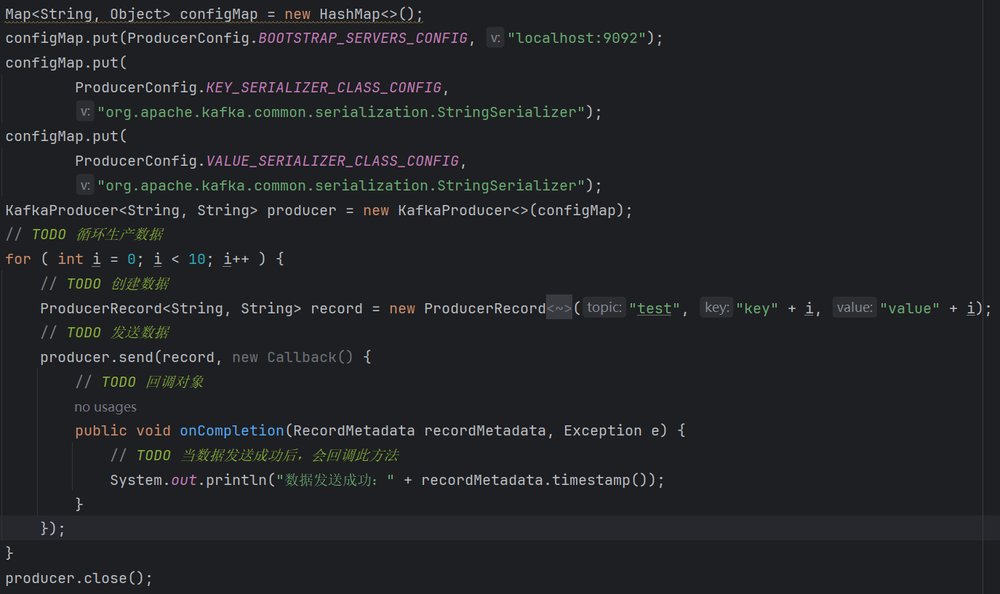 Map<String, Object> configMap = new HashMap<>();
configMap.put(ProducerConfig.BOOTSTRAP_SERVERS_CONFIG, v: "localhost:9092");
configMap.put(
        ProducerConfig.KEY_SERIALIZER_CLASS_CONFIG,
        v: "org.apache.kafka.common.serialization.StringSerializer");
configMap.put(
        ProducerConfig.VALUE_SERIALIZER_CLASS_CONFIG,
        v: "org.apache.kafka.common.serialization.StringSerializer");
KafkaProducer<String, String> producer = new KafkaProducer<>(configMap);
// TODO 循环生产数据
for ( int i = 0; i < 10; i++ ) {
    // TODO 创建数据
    ProducerRecord<String, String> record = new ProducerRecord<~>( topic: "test", key: "key" + i, value: "value" + i);
    // TODO 发送数据
    producer.send(record, new Callback() {
        // TODO 回调对象
        no usages
        public void onCompletion(RecordMetadata recordMetadata, Exception e) {
            // TODO 当数据发送成功后，会回调此方法
            System.out.println("数据发送成功：" + recordMetadata.timestamp());
        }
    });
}
producer.close();